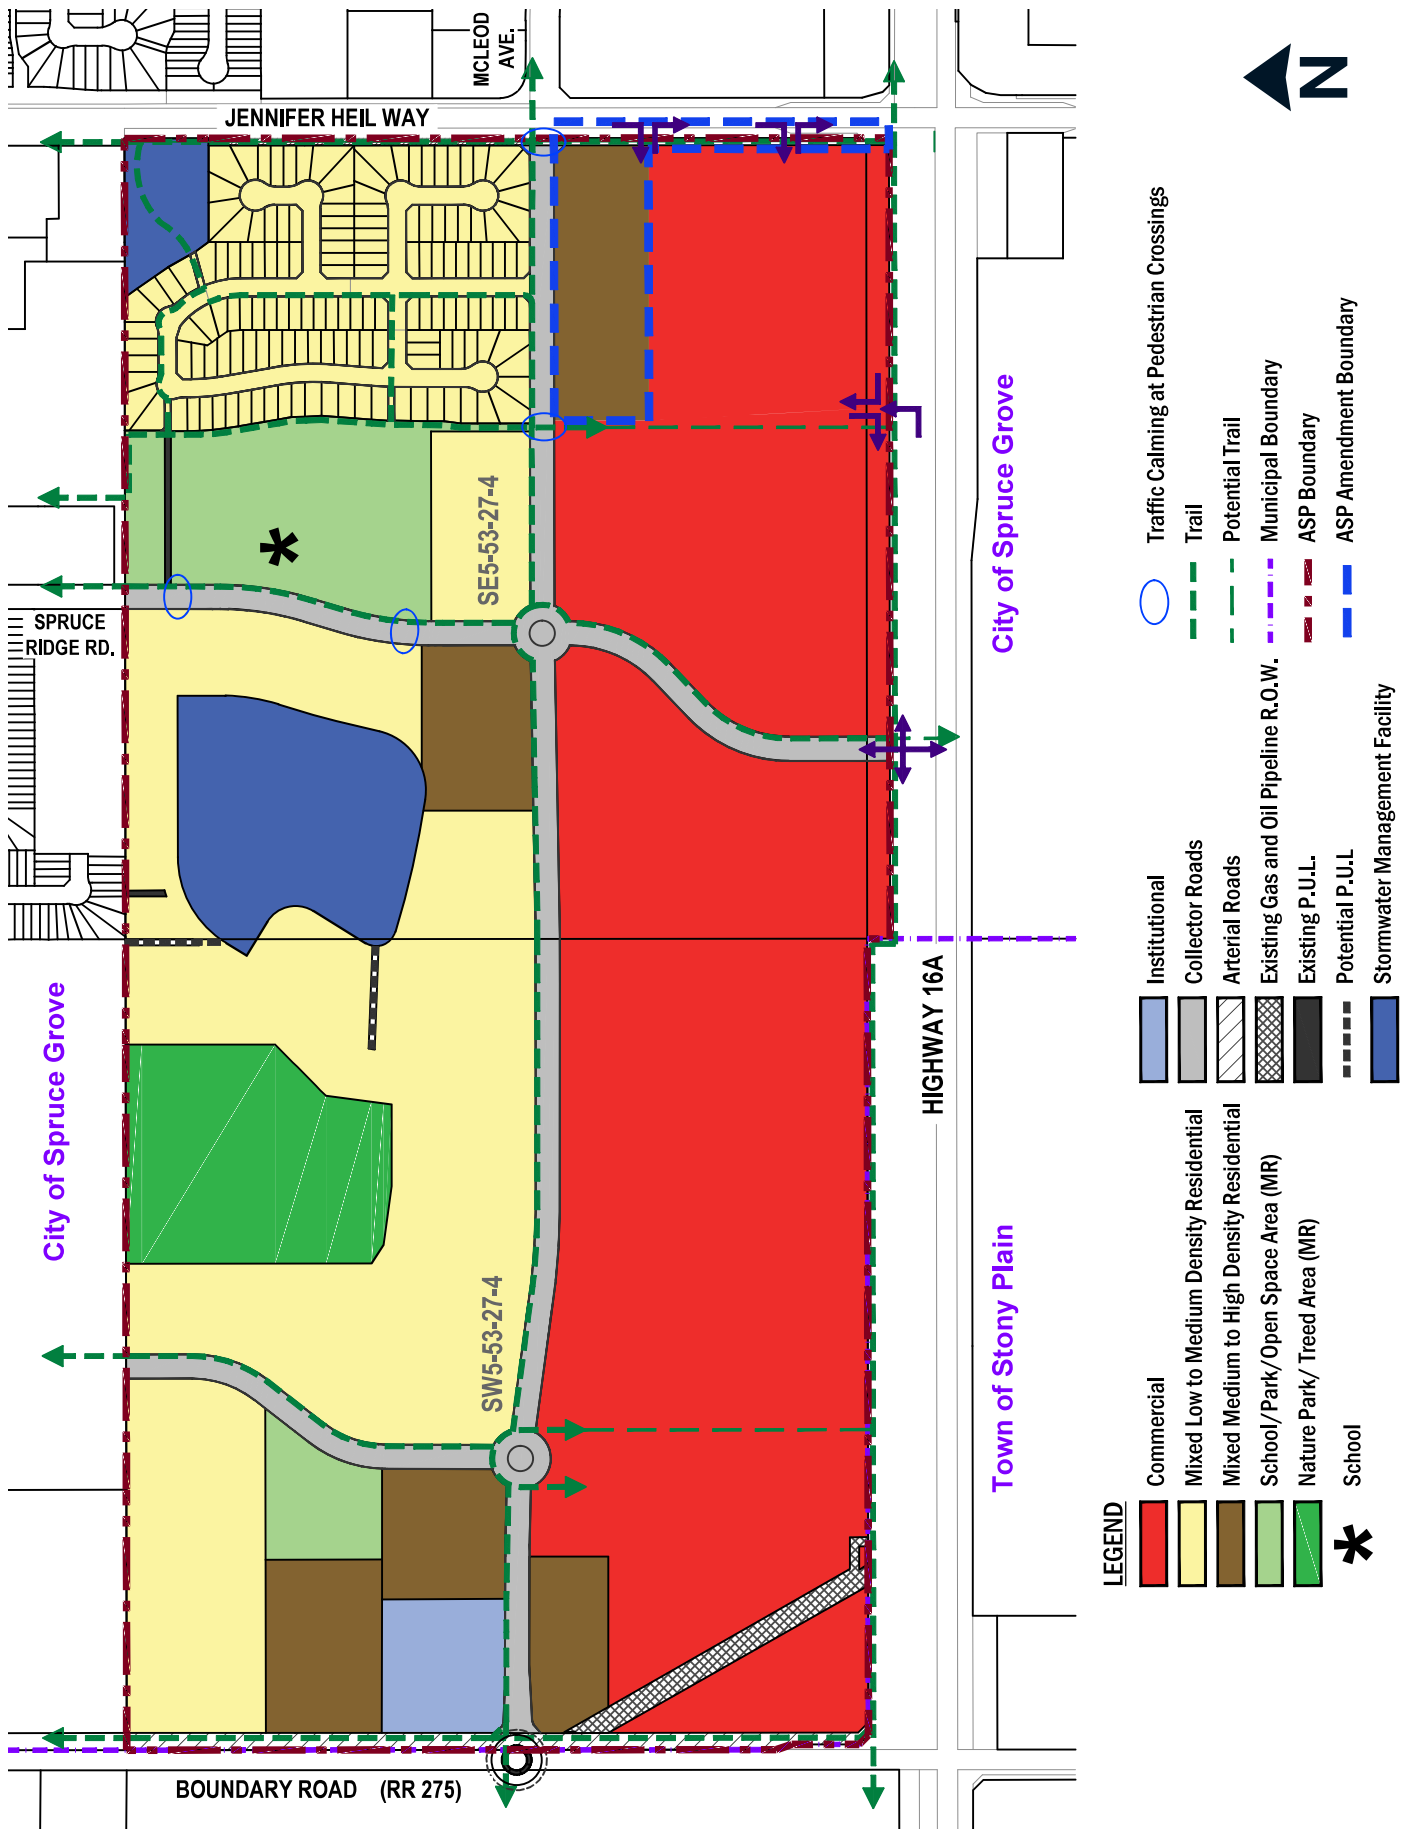 MCLEOD
AVE.
JENNIFER HEIL WAY
N
SPRUCE
RIDGE RD.
SE5-53-27-4
City of Spruce Grove
City of Spruce Grove
HIGHWAY 16A
SW5-53-27-4
Town of Stony Plain
BOUNDARY ROAD (RR 275)
LEGEND
Commercial
Mixed Low to Medium Density Residential
Mixed Medium to High Density Residential
School/Park/Open Space Area (MR)
Nature Park/ Treed Area (MR)
School
Institutional
Collector Roads
Arterial Roads
Existing Gas and Oil Pipeline R.O.W.
Existing P.U.L.
Potential P.U.L
Stormwater Management Facility
Traffic Calming at Pedestrian Crossings
Trail
Potential Trail
Municipal Boundary
ASP Boundary
ASP Amendment Boundary